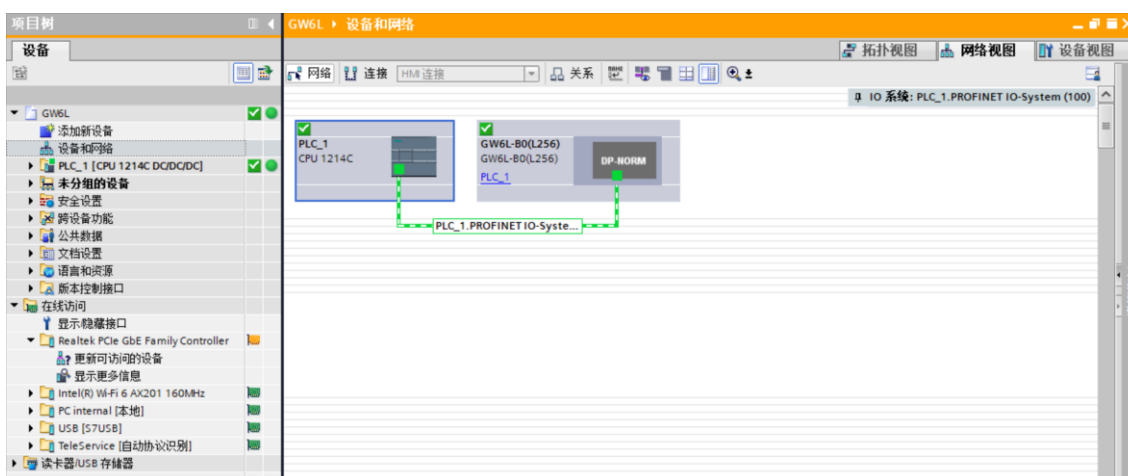 项目树
GW6L ▸ 设备和网络
设备
拓扑视图
网络视图
设备视图
网络
连接
HMI 连接
关系
IO 系统: PLC_1.PROFINET IO-System (100)
GW6L
添加新设备
设备和网络
PLC_1 [CPU 1214C DC/DC/DC]
未分组的设备
安全设置
跨设备功能
公共数据
文档设置
语言和资源
版本控制接口
在线访问
显示/隐藏接口
Realtek PCIe GbE Family Controller
更新可访问的设备
显示更多信息
Intel(R) Wi-Fi 6 AX201 160MHz
PC internal [本地]
USB [S7USB]
TeleService [自动协议识别]
读卡器/USB 存储器
PLC_1
CPU 1214C
GW6L-B0(L256)
GW6L-B0(L256)
PLC_1
DP-NORM
PLC_1.PROFINET IO-Syste...